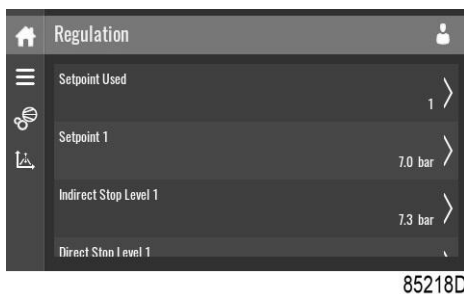 Regulation
Setpoint Used
1
Setpoint 1
7.0 bar
Indirect Stop Level 1
7.3 bar
Direct Stop Level 1
85218D